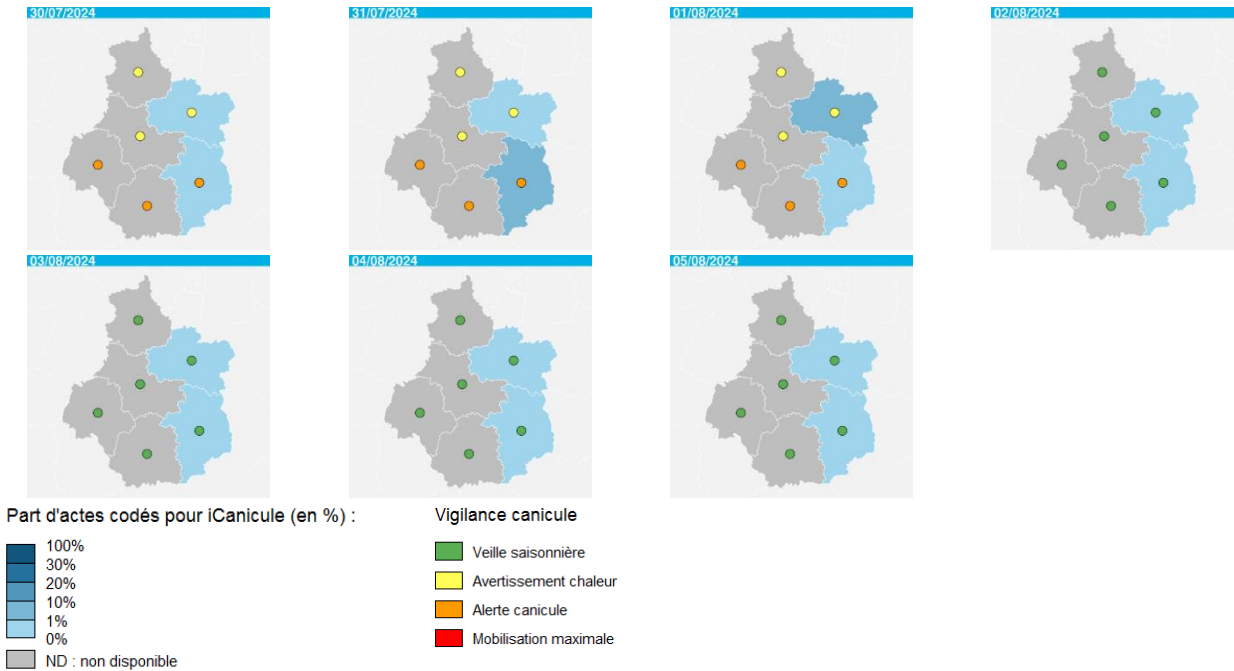 30/07/2024
31/07/2024
01/08/2024
02/08/2024
03/08/2024
04/08/2024
05/08/2024
Part d'actes codés pour iCanicule (en %) :
100%
30%
20%
10%
1%
0%
ND : non disponible
Vigilance canicule
Veille saisonnière
Avertissement chaleur
Alerte canicule
Mobilisation maximale